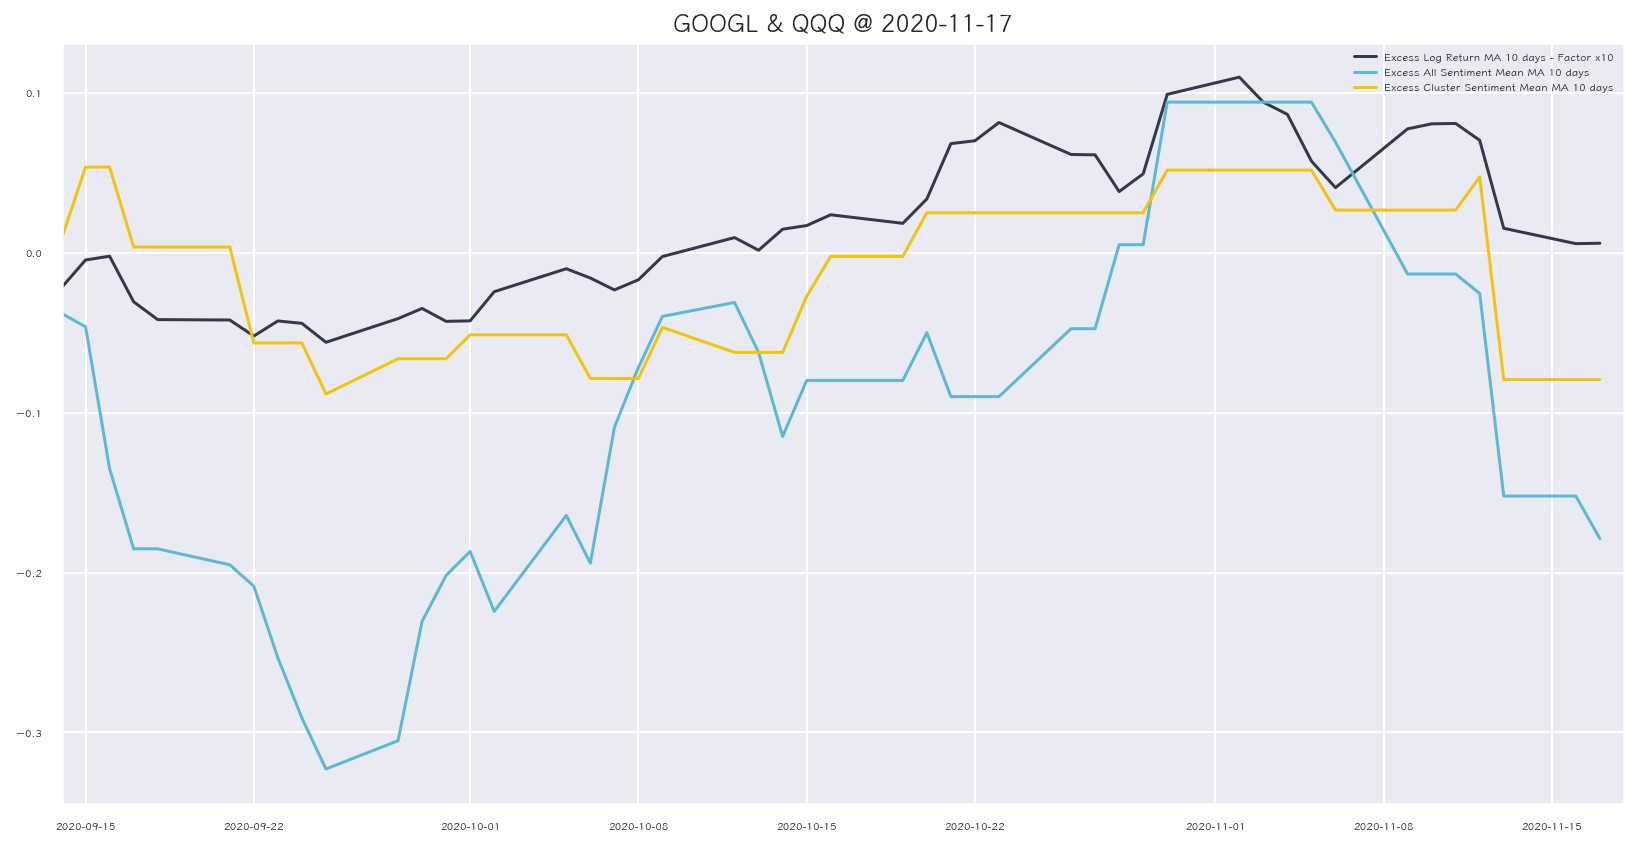 GOOGL & QQQ @ 2020-11-17
Excess Log Return MA 10 days - Factor x10
Excess All Sentiment Mean MA 10 days
Excess Cluster Sentiment Mean MA 10 days
0.1
0.0
−0.1
−0.2
−0.3
2020-09-15 2020-09-22 2020-10-01 2020-10-08 2020-10-15 2020-10-22 2020-11-01 2020-11-08 2020-11-15